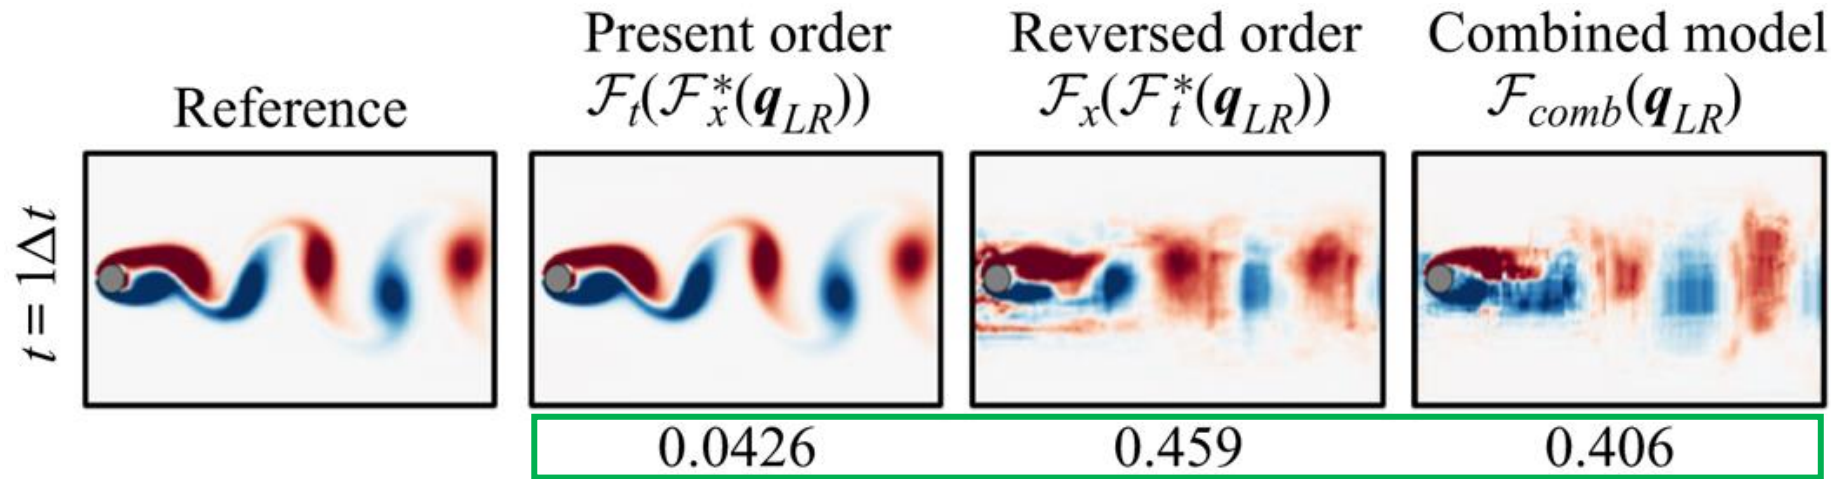 Present order
Reversed order
Combined model
Reference
ℱt(ℱx*(qLR))
ℱx(ℱt*(qLR))
ℱcomb(qLR)
t = 1Δt
0.0426
0.459
0.406